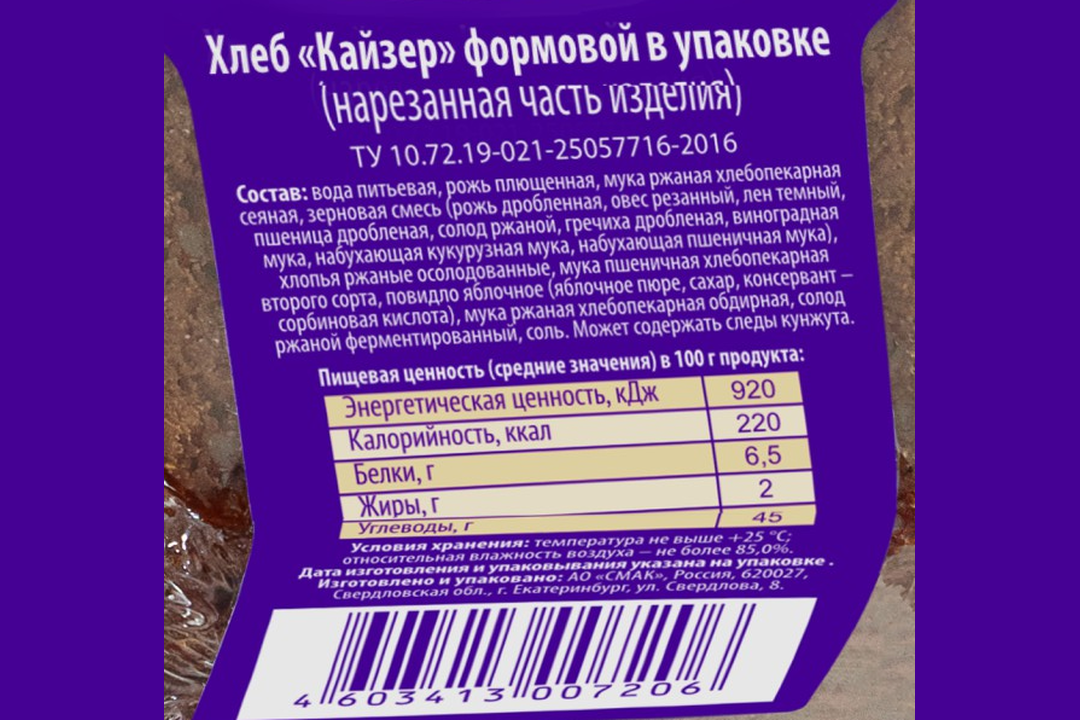 Хлеб «Кайзер» формовой в упаковке
(нарезанная часть изделия)
ТУ 10.72.19-021-25057716-2016
Состав: вода питьевая, рожь плющенная, мука ржаная хлебопекарная
сеяная, зерновая смесь (рожь дробленная, овес резанный, лен темный,
пшеница дробленая, солод ржаной, гречиха дробленая, виноградная
мука, набухающая кукурузная мука, набухающая пшеничная мука),
хлопья ржаные осолодованные, мука пшеничная хлебопекарная
второго сорта, повидло яблочное (яблочное пюре, сахар, консервант –
сорбиновая кислота), мука ржаная хлебопекарная обдирная, солод
ржаной ферментированный, соль. Может содержать следы кунжута.
Пищевая ценность (средние значения) в 100 г продукта:
Энергетическая ценность, кДж 920
Калорийность, ккал 220
Белки, г 6,5
Жиры, г 2
Углеводы, г 45
Условия хранения: температура не выше +25 °С;
относительная влажность воздуха – не более 85,0%.
Дата изготовления и упаковывания указана на упаковке.
Изготовлено и упаковано: АО «СМАК», Россия, 620027,
Свердловская обл., г. Екатеринбург, ул. Свердлова, 8.
4 603413 007206